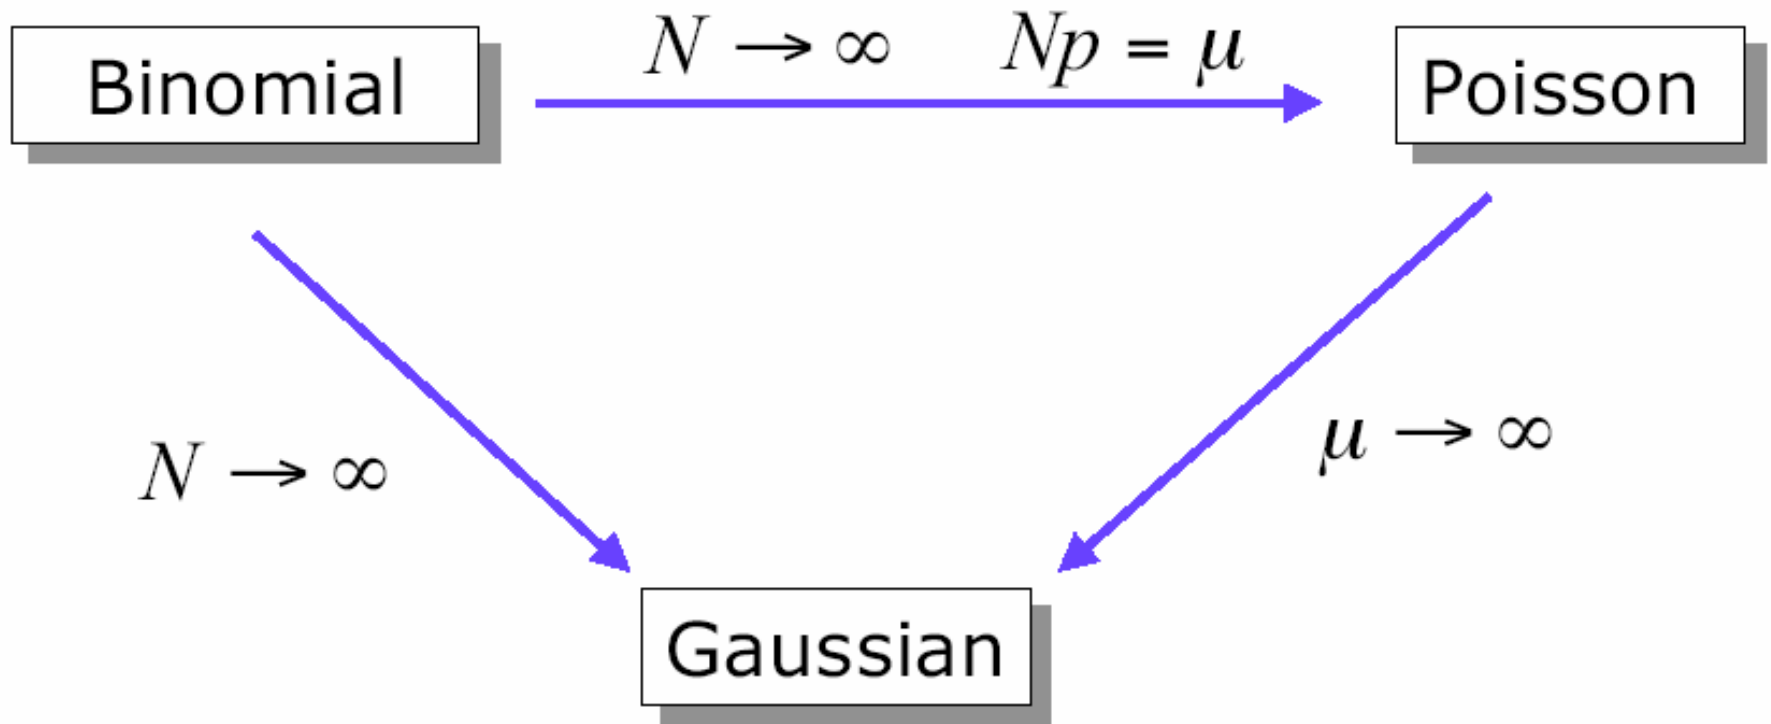 N → ∞ Np = μ
Binomial
Poisson
N → ∞
μ → ∞
Gaussian